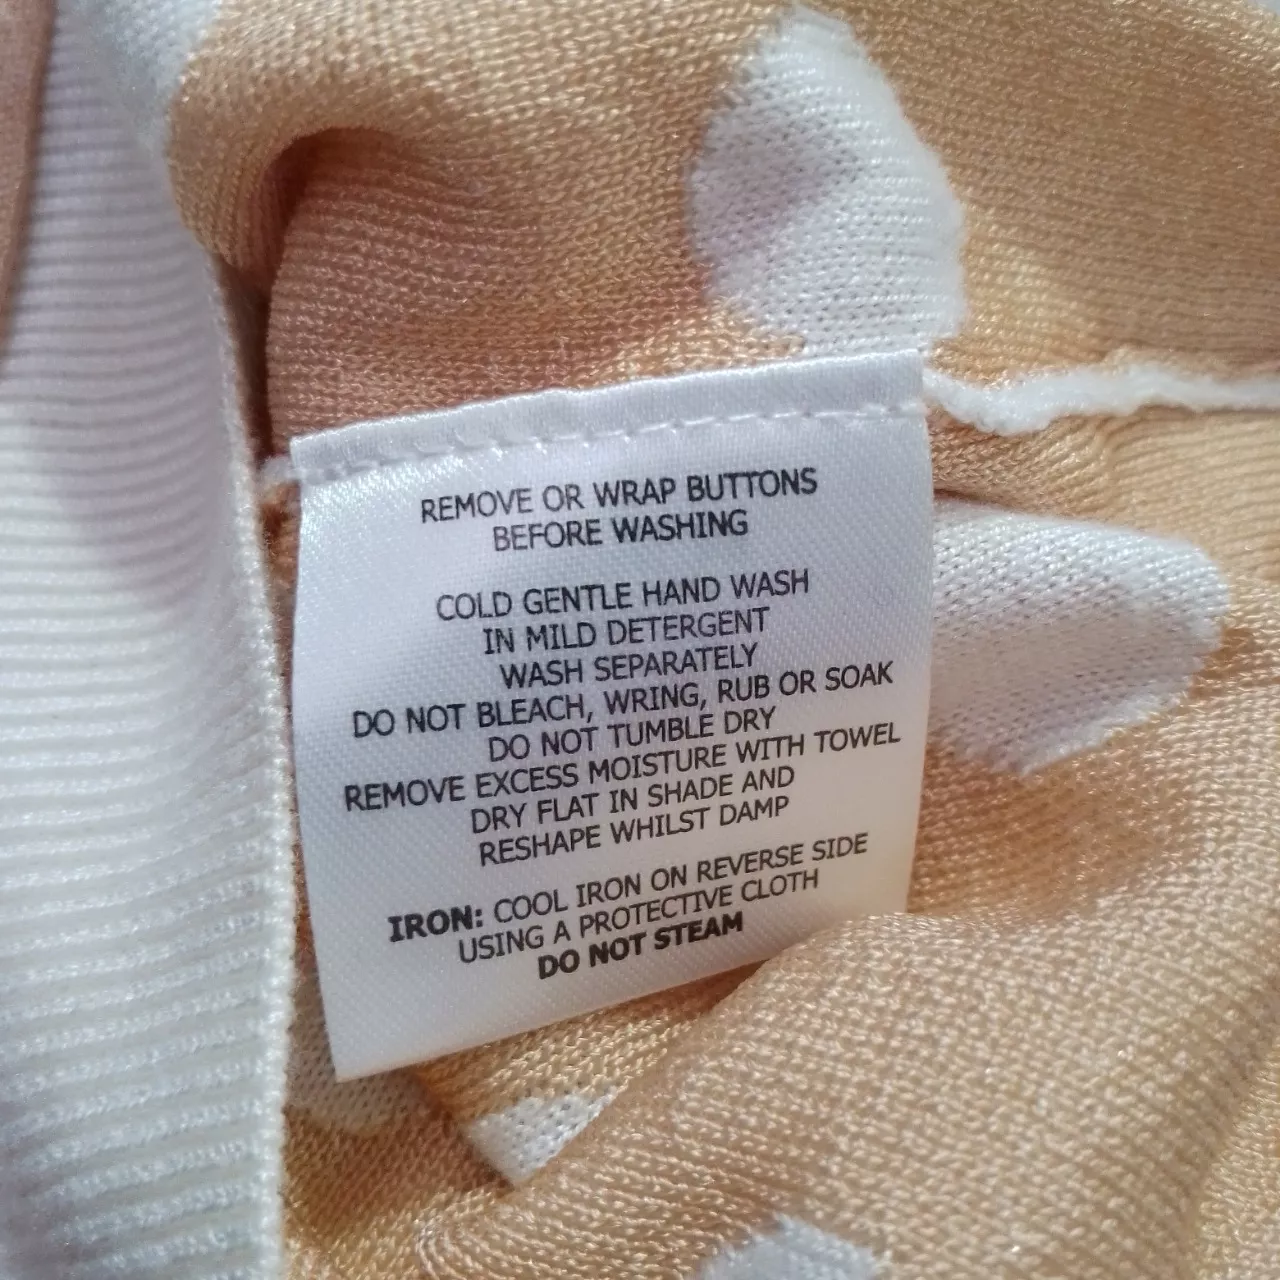 REMOVE OR WRAP BUTTONS
BEFORE WASHING
COLD GENTLE HAND WASH
IN MILD DETERGENT
WASH SEPARATELY
DO NOT BLEACH, WRING, RUB OR SOAK
DO NOT TUMBLE DRY
REMOVE EXCESS MOISTURE WITH TOWEL
DRY FLAT IN SHADE AND
RESHAPE WHILST DAMP
IRON: COOL IRON ON REVERSE SIDE
USING A PROTECTIVE CLOTH
DO NOT STEAM